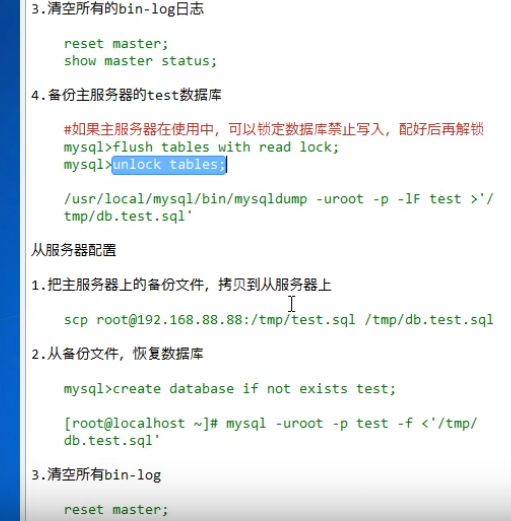 3.清空所有的bin-log日志
reset master;
show master status;
4.备份主服务器的test数据库
#如果主服务器在使用中，可以锁定数据库禁止写入，配好后再解锁
mysql>flush tables with read lock;
mysql>unlock tables;
/usr/local/mysql/bin/mysqldump -uroot -p -lF test >'/
tmp/db.test.sql'
从服务器配置
1.把主服务器上的备份文件，拷贝到从服务器上
scp root@192.168.88.88:/tmp/test.sql /tmp/db.test.sql
2.从备份文件，恢复数据库
mysql>create database if not exists test;
[root@localhost ~]# mysql -uroot -p test -f <'/tmp/
db.test.sql'
3.清空所有bin-log
reset master;